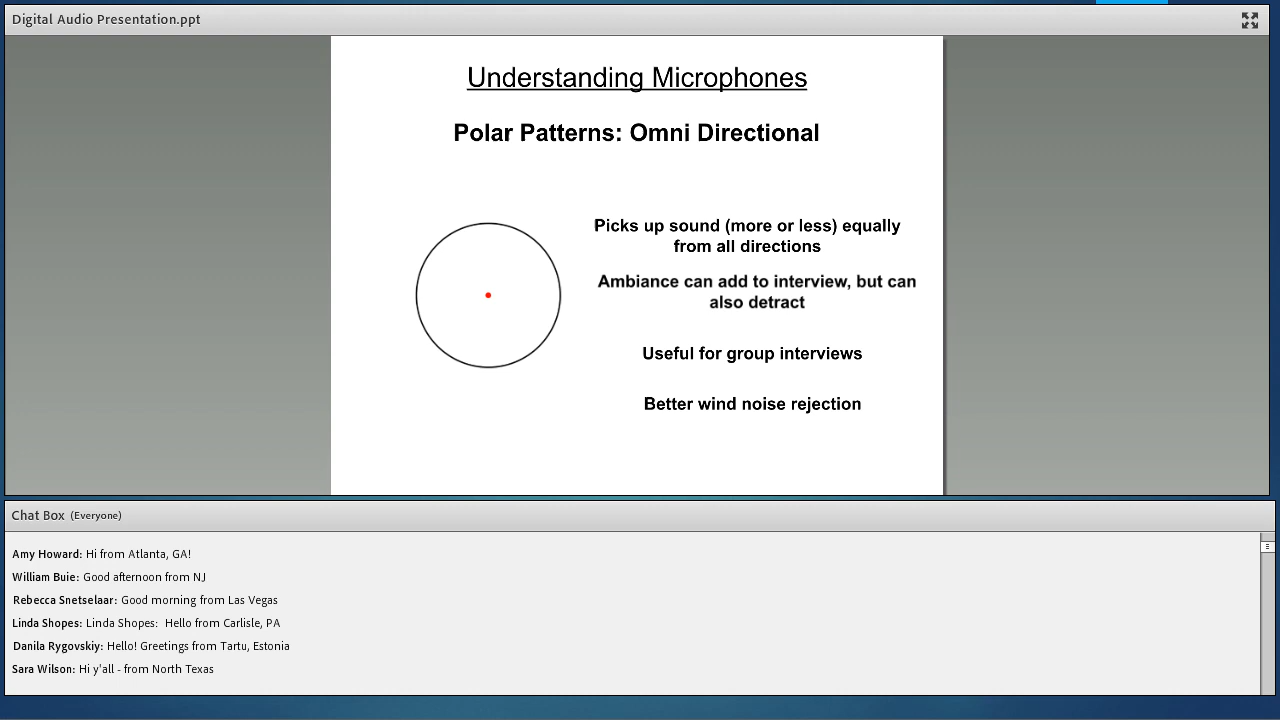 Digital Audio Presentation.ppt
Understanding Microphones
Polar Patterns: Omni Directional
Picks up sound (more or less) equally
from all directions
Ambiance can add to interview, but can
also detract
Useful for group interviews
Better wind noise rejection
Chat Box (Everyone)
Amy Howard: Hi from Atlanta, GA!
William Buie: Good afternoon from NJ
Rebecca Snetselaar: Good morning from Las Vegas
Linda Shopes: Linda Shopes: Hello from Carlisle, PA
Danila Rygovskiy: Hello! Greetings from Tartu, Estonia
Sara Wilson: Hi y'all - from North Texas